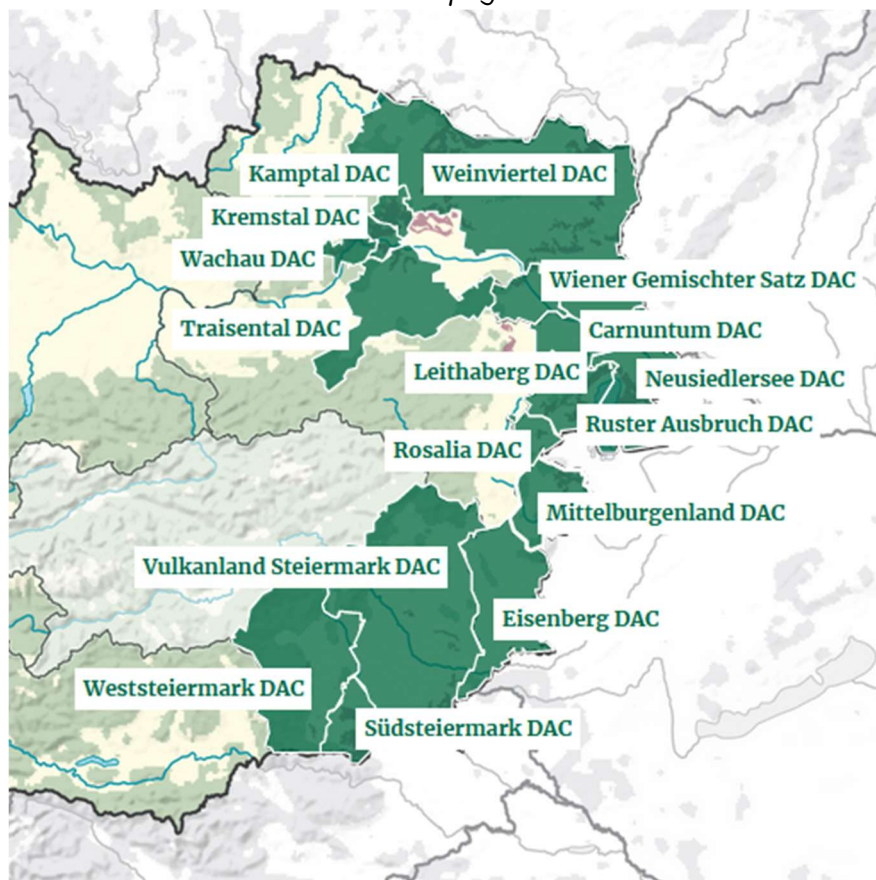 Kamptal DAC
Weinviertel DAC
Kremstal DAC
Wachau DAC
Wiener Gemischter Satz DAC
Traisental DAC
Carnuntum DAC
Leithaberg DAC
Neusiedlersee DAC
Ruster Ausbruch DAC
Rosalia DAC
Mittelburgenland DAC
Vulkanland Steiermark DAC
Eisenberg DAC
Weststeiermark DAC
Südsteiermark DAC